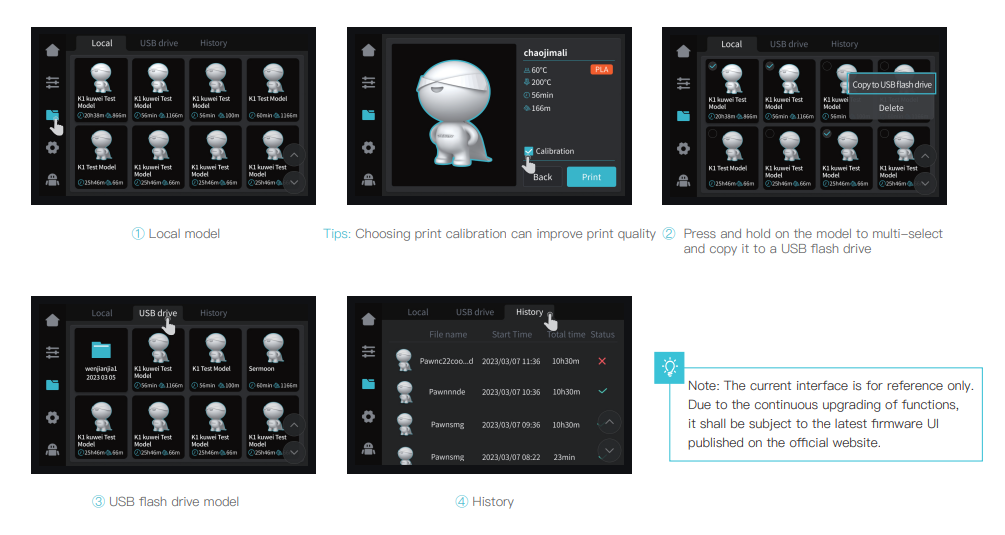 Local USB drive History
K1 kuwei Test Model
20h38m 866m
K1 kuwei Test Model
56min 1166m
K1 kuwei Test Model
56min 100m
K1 Test Model
60min 1166m
K1 Test Model
25h46m 66m
K1 kuwei Test Model
25h46m 66m
K1 kuwei Test Model
25h46m 66m
K1 kuwei Test Model
25h46m 66m
① Local model
chaojimali
60°C PLA
200°C
56min
166m
Calibration
Back Print
Tips: Choosing print calibration can improve print quality
Local USB drive History
Copy to USB flash drive
Delete
K1 kuwei Test Model
20h38m 866m
K1 kuwei Test Model
56min 1166m
K1 kuwei Test Model
56min
K1 Test Model
25h46m 66m
K1 kuwei Test Model
25h46m 66m
K1 kuwei Test Model
25h46m 66m
K1 kuwei Test Model
25h46m 66m
② Press and hold on the model to multi-select
and copy it to a USB flash drive
Local USB drive History
wenjianjia1
2023 03 05
K1 kuwei Test Model
56min 1166m
K1 Test Model
56min 100m
Sermoon
60min 1166m
K1 kuwei Test Model
25h46m 66m
K1 kuwei Test Model
25h46m 66m
K1 kuwei Test Model
25h46m 66m
K1 kuwei Test Model
25h46m 66m
③ USB flash drive model
Local USB drive History
File name Start Time Total time Status
Pawnc22coo...d 2023/03/07 11:36 10h30m
Pawnnnde 2023/03/07 10:36 10h30m
Pawnsmg 2023/03/07 09:36 10h30m
Pawnsmg 2023/03/07 08:22 23min
④ History
Note: The current interface is for reference only.
Due to the continuous upgrading of functions,
it shall be subject to the latest firmware UI
published on the official website.